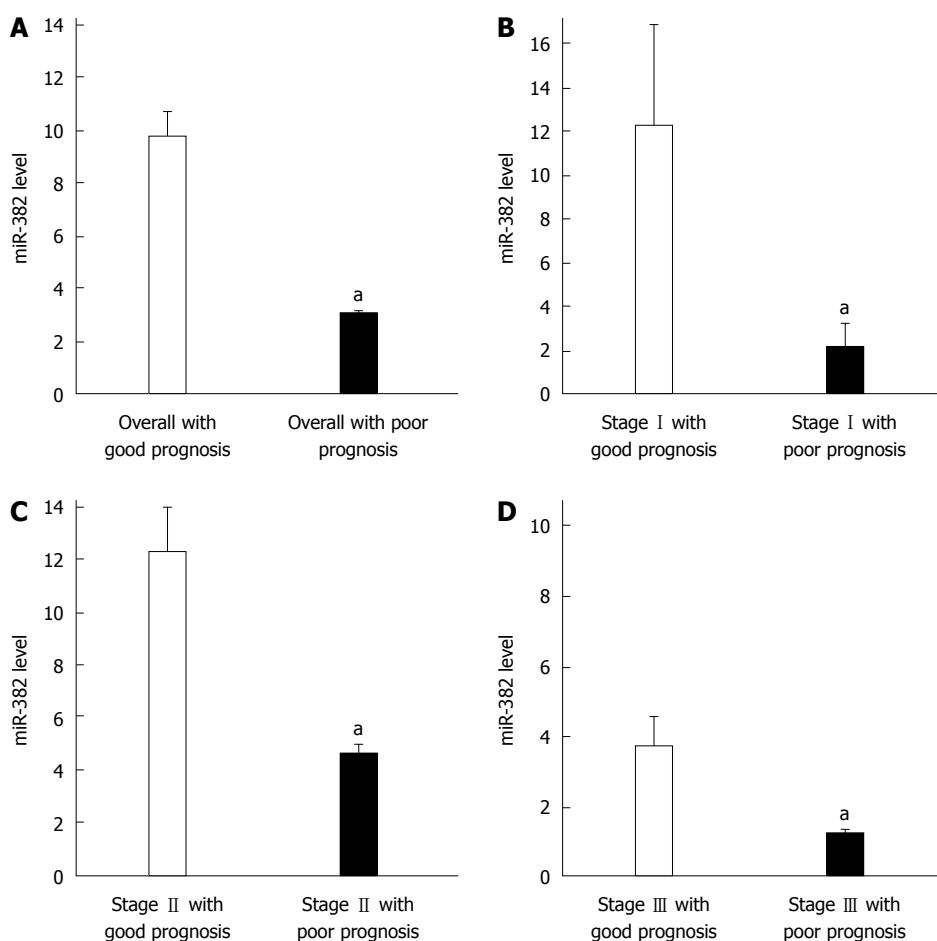 A
14
12
10
8
6
4
2
0
miR-382 level
a
Overall with
good prognosis
Overall with poor
prognosis
B
16
14
12
10
8
6
4
2
0
miR-382 level
a
Stage Ⅰ with
good prognosis
Stage Ⅰ with
poor prognosis
C
14
12
10
8
6
4
2
0
miR-382 level
a
Stage Ⅱ with
good prognosis
Stage Ⅱ with
poor prognosis
D
10
8
6
4
2
0
miR-382 level
a
Stage Ⅲ with
good prognosis
Stage Ⅲ with
poor prognosis